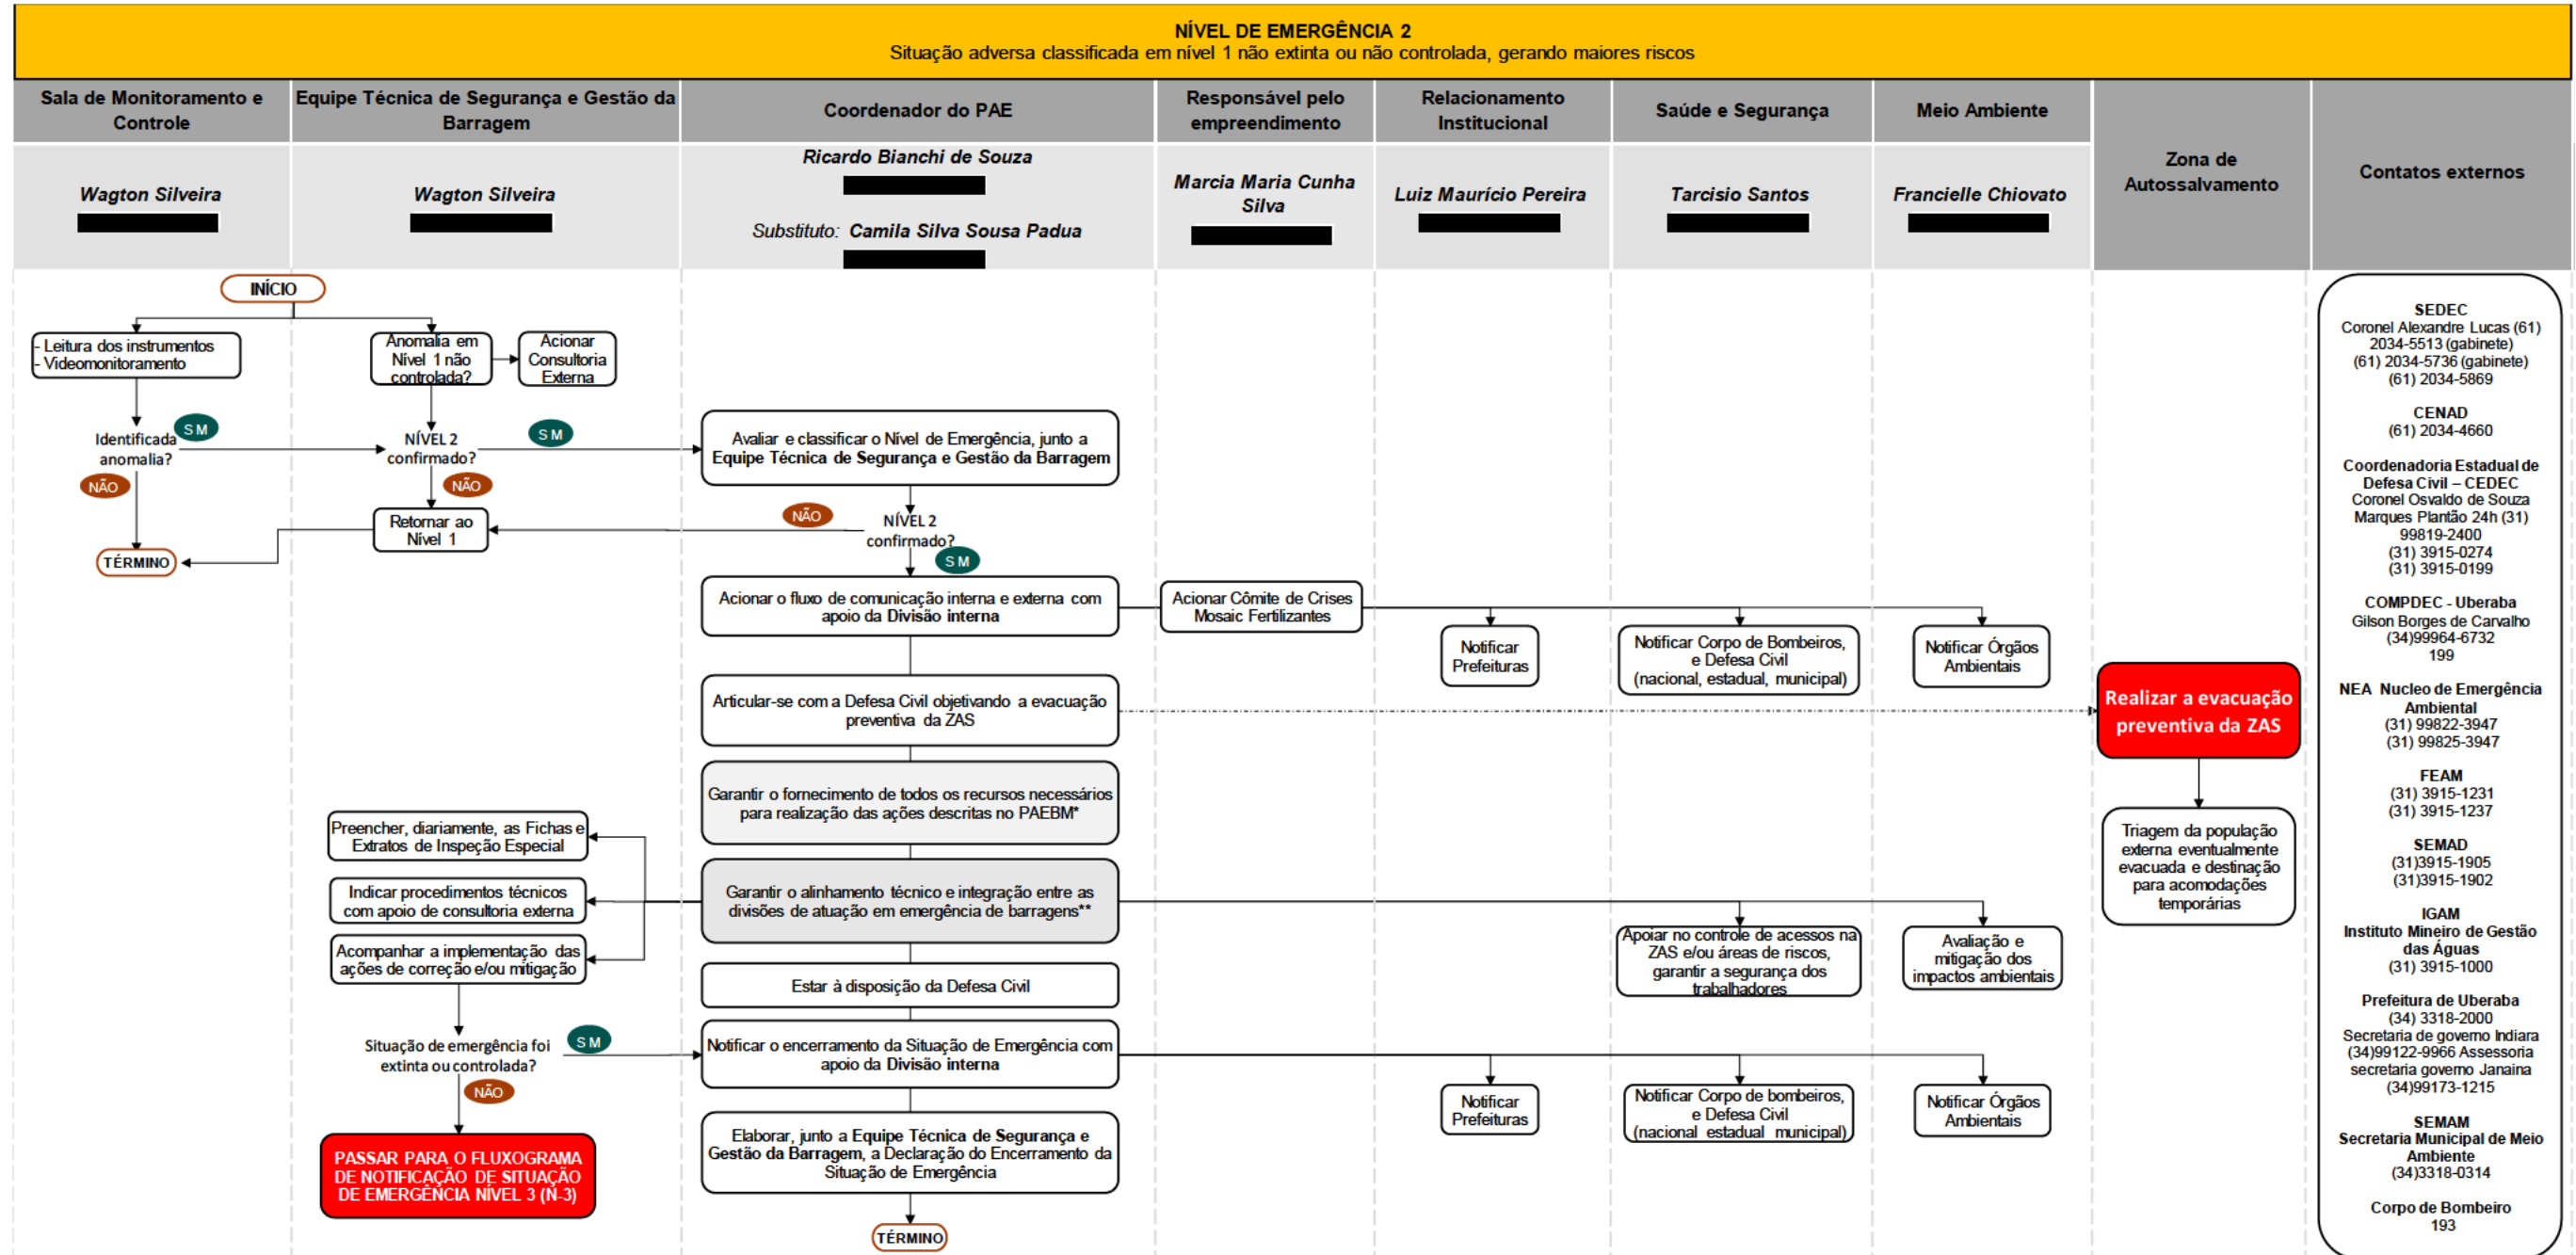 NÍVEL DE EMERGÊNCIA 2
Situação adversa classificada em nível 1 não extinta ou não controlada, gerando maiores riscos
Sala de Monitoramento e
Controle
Equipe Técnica de Segurança e Gestão da
Barragem
Coordenador do PAE
Responsável pelo
empreendimento
Relacionamento
Institucional
Saúde e Segurança
Meio Ambiente
Zona de
Autossalvamento
Contatos externos
Wagton Silveira
Wagton Silveira
Ricardo Bianchi de Souza
Substituto: Camila Silva Sousa Padua
Marcia Maria Cunha
Silva
Luiz Maurício Pereira
Tarcisio Santos
Francielle Chiovato
INÍCIO
- Leitura dos instrumentos
- Videomonitoramento
Anomalia em
Nível 1 não
controlada?
Acionar
Consultoria
Externa
Identificada
anomalia?
S M
NÃO
NÍVEL 2
confirmado?
S M
NÃO
Retornar ao
Nível 1
TÉRMINO
Avaliar e classificar o Nível de Emergência, junto a
Equipe Técnica de Segurança e Gestão da Barragem
NÃO
NÍVEL 2
confirmado?
S M
Acionar o fluxo de comunicação interna e externa com
apoio da Divisão interna
Acionar Cômite de Crises
Mosaic Fertilizantes
Notificar
Prefeituras
Notificar Corpo de Bombeiros,
e Defesa Civil
(nacional, estadual, municipal)
Notificar Órgãos
Ambientais
Articular-se com a Defesa Civil objetivando a evacuação
preventiva da ZAS
Realizar a evacuação
preventiva da ZAS
Garantir o fornecimento de todos os recursos necessários
para realização das ações descritas no PAEBM*
Triagem da população
externa eventualmente
evacuada e destinação
para acomodações
temporárias
Preencher, diariamente, as Fichas e
Extratos de Inspeção Especial
Indicar procedimentos técnicos
com apoio de consultoria externa
Acompanhar a implementação das
ações de correção e/ou mitigação
Garantir o alinhamento técnico e integração entre as
divisões de atuação em emergência de barragens**
Apoiar no controle de acessos na
ZAS e/ou áreas de riscos,
garantir a segurança dos
trabalhadores
Avaliação e
mitigação dos
impactos ambientais
Estar à disposição da Defesa Civil
Situação de emergência foi
extinta ou controlada?
S M
NÃO
Notificar o encerramento da Situação de Emergência com
apoio da Divisão interna
Notificar
Prefeituras
Notificar Corpo de bombeiros,
e Defesa Civil
(nacional estadual municipal)
Notificar Órgãos
Ambientais
PASSAR PARA O FLUXOGRAMA
DE NOTIFICAÇÃO DE SITUAÇÃO
DE EMERGÊNCIA NÍVEL 3 (N-3)
Elaborar, junto a Equipe Técnica de Segurança e
Gestão da Barragem, a Declaração do Encerramento da
Situação de Emergência
TÉRMINO
SEDEC
Coronel Alexandre Lucas (61)
2034-5513 (gabinete)
(61) 2034-5736 (gabinete)
(61) 2034-5869
CENAD
(61) 2034-4660
Coordenadoria Estadual de
Defesa Civil – CEDEC
Coronel Osvaldo de Souza
Marques Plantão 24h (31)
99819-2400
(31) 3915-0274
(31) 3915-0199
COMPDEC - Uberaba
Gilson Borges de Carvalho
(34)99964-6732
199
NEA Nucleo de Emergência
Ambiental
(31) 99822-3947
(31) 99825-3947
FEAM
(31) 3915-1231
(31) 3915-1237
SEMAD
(31)3915-1905
(31)3915-1902
IGAM
Instituto Mineiro de Gestão
das Águas
(31) 3915-1000
Prefeitura de Uberaba
(34) 3318-2000
Secretaria de governo Indiara
(34)99122-9966 Assessoria
secretaria governo Janaina
(34)99173-1215
SEMAM
Secretaria Municipal de Meio
Ambiente
(34)3318-0314
Corpo de Bombeiro
193